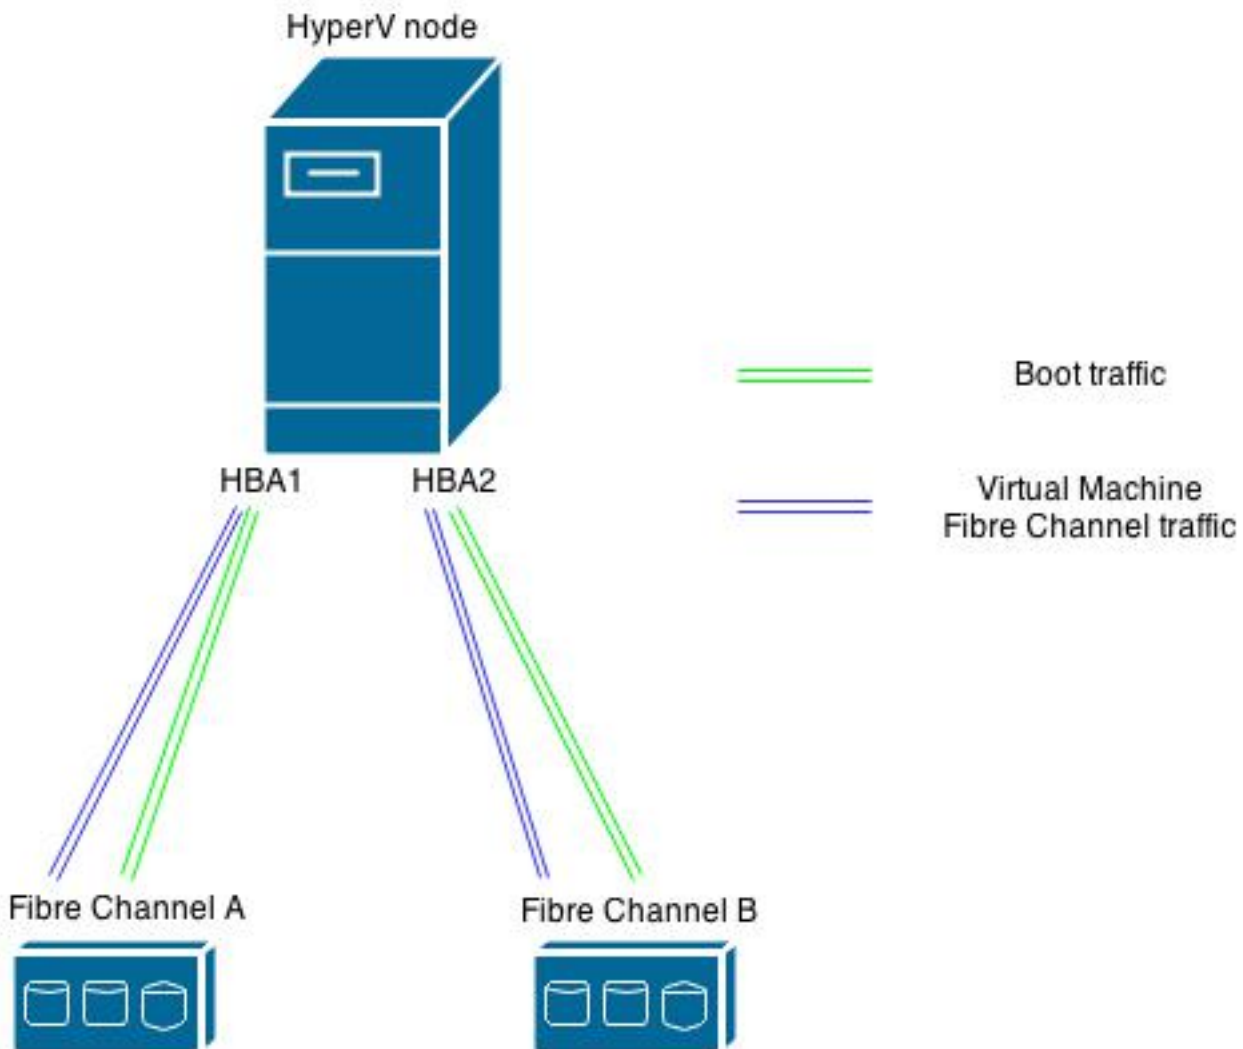 HyperV node
Boot traffic
HBA1
HBA2
Virtual Machine
Fibre Channel traffic
Fibre Channel A
Fibre Channel B